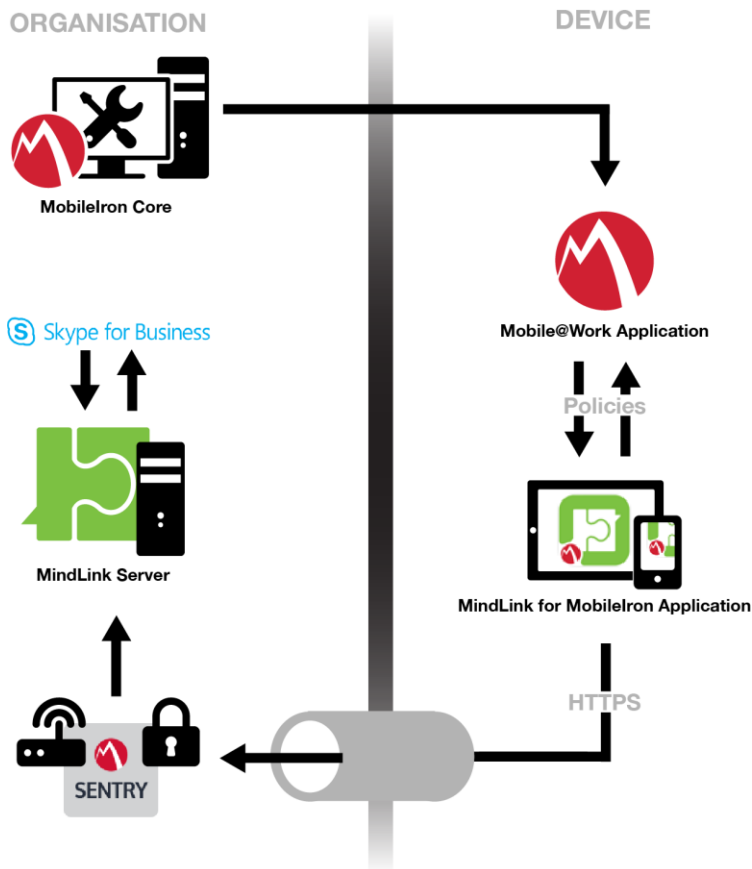 ORGANISATION
DEVICE
MobileIron Core
Mobile@Work Application
S Skype for Business
Policies
MindLink Server
MindLink for MobileIron Application
HTTPS
SENTRY